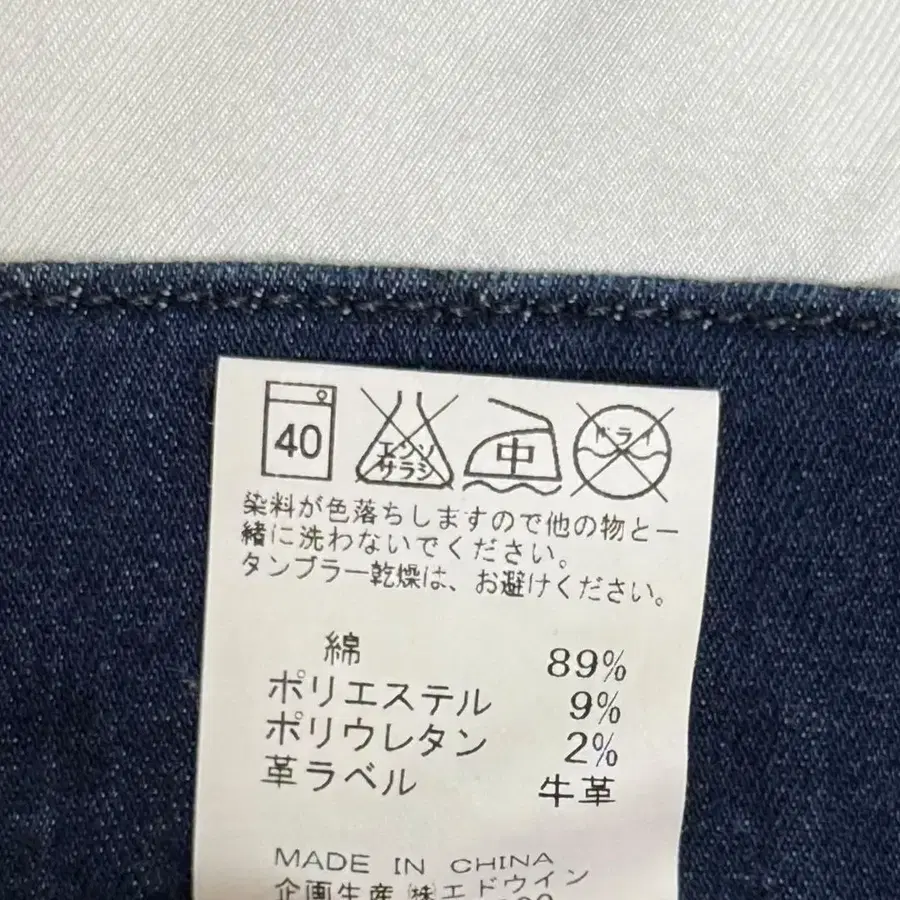 40
エンソ
サラシ
中
ドライ
染料が色落ちしますので他の物と一
緒に洗わないでください。
タンブラー乾燥は、お避けください。
綿 89%
ポリエステル 9%
ポリウレタン 2%
革ラベル 牛革
MADE IN CHINA
企画生産 ㈱エドウイン